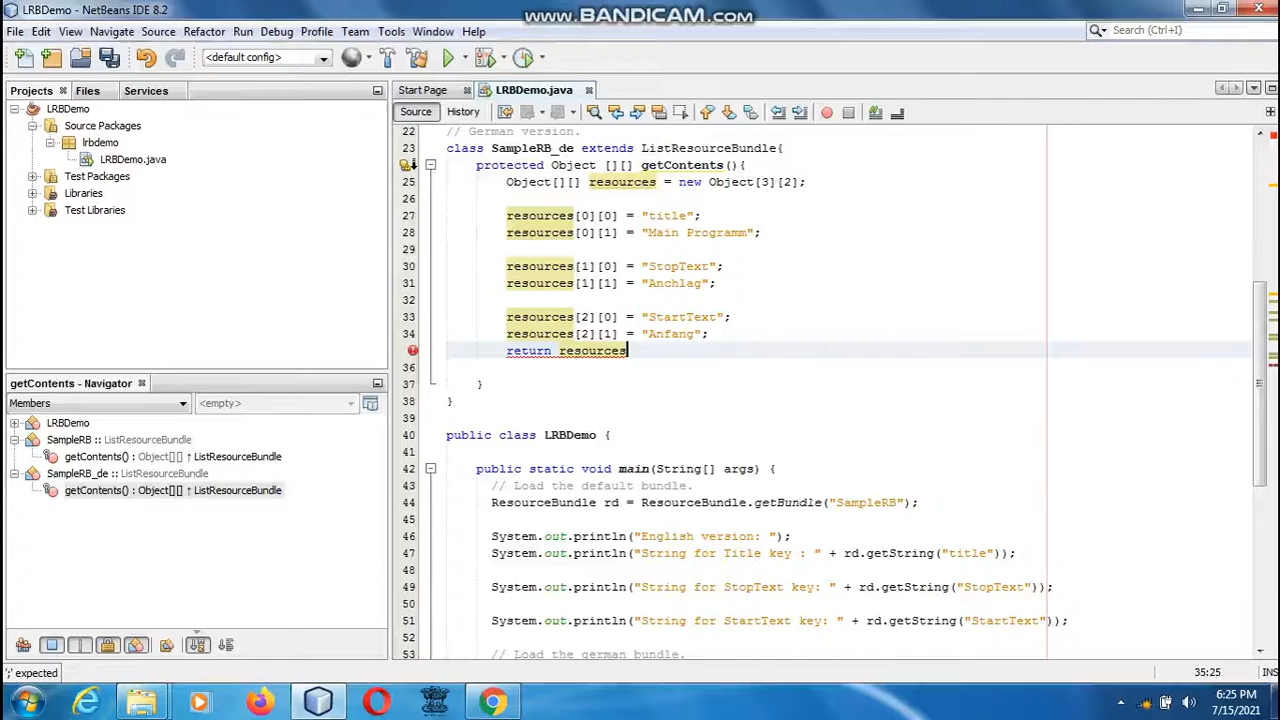 LRBDemo - NetBeans IDE 8.2
www.BANDICAM.com
File Edit View Navigate Source Refactor Run Debug Profile Team Tools Window Help
Search (Ctrl+I)
<default config>
Projects Files Services
Start Page LRBDemo.java
Source History
LRBDemo
Source Packages
lrbdemo
LRBDemo.java
Test Packages
Libraries
Test Libraries
22 // German version.
23 class SampleRB_de extends ListResourceBundle{
protected Object [][] getContents(){
25 Object[][] resources = new Object[3][2];
26
27 resources[0][0] = "title";
28 resources[0][1] = "Main Programm";
29
30 resources[1][0] = "StopText";
31 resources[1][1] = "Anchlag";
32
33 resources[2][0] = "StartText";
34 resources[2][1] = "Anfang";
return resources
36
37 }
38 }
39
40 public class LRBDemo {
41
42 public static void main(String[] args) {
43 // Load the default bundle.
44 ResourceBundle rd = ResourceBundle.getBundle("SampleRB");
45
46 System.out.println("English version: ");
47 System.out.println("String for Title key : " + rd.getString("title"));
48
49 System.out.println("String for StopText key: " + rd.getString("StopText"));
50
51 System.out.println("String for StartText key: " + rd.getString("StartText"));
52
53 // Load the german bundle.
getContents - Navigator
Members <empty>
LRBDemo
SampleRB :: ListResourceBundle
getContents() : Object[][] ↑ ListResourceBundle
SampleRB_de :: ListResourceBundle
getContents() : Object[][] ↑ ListResourceBundle
';' expected
35:25 INS
6:25 PM
7/15/2021